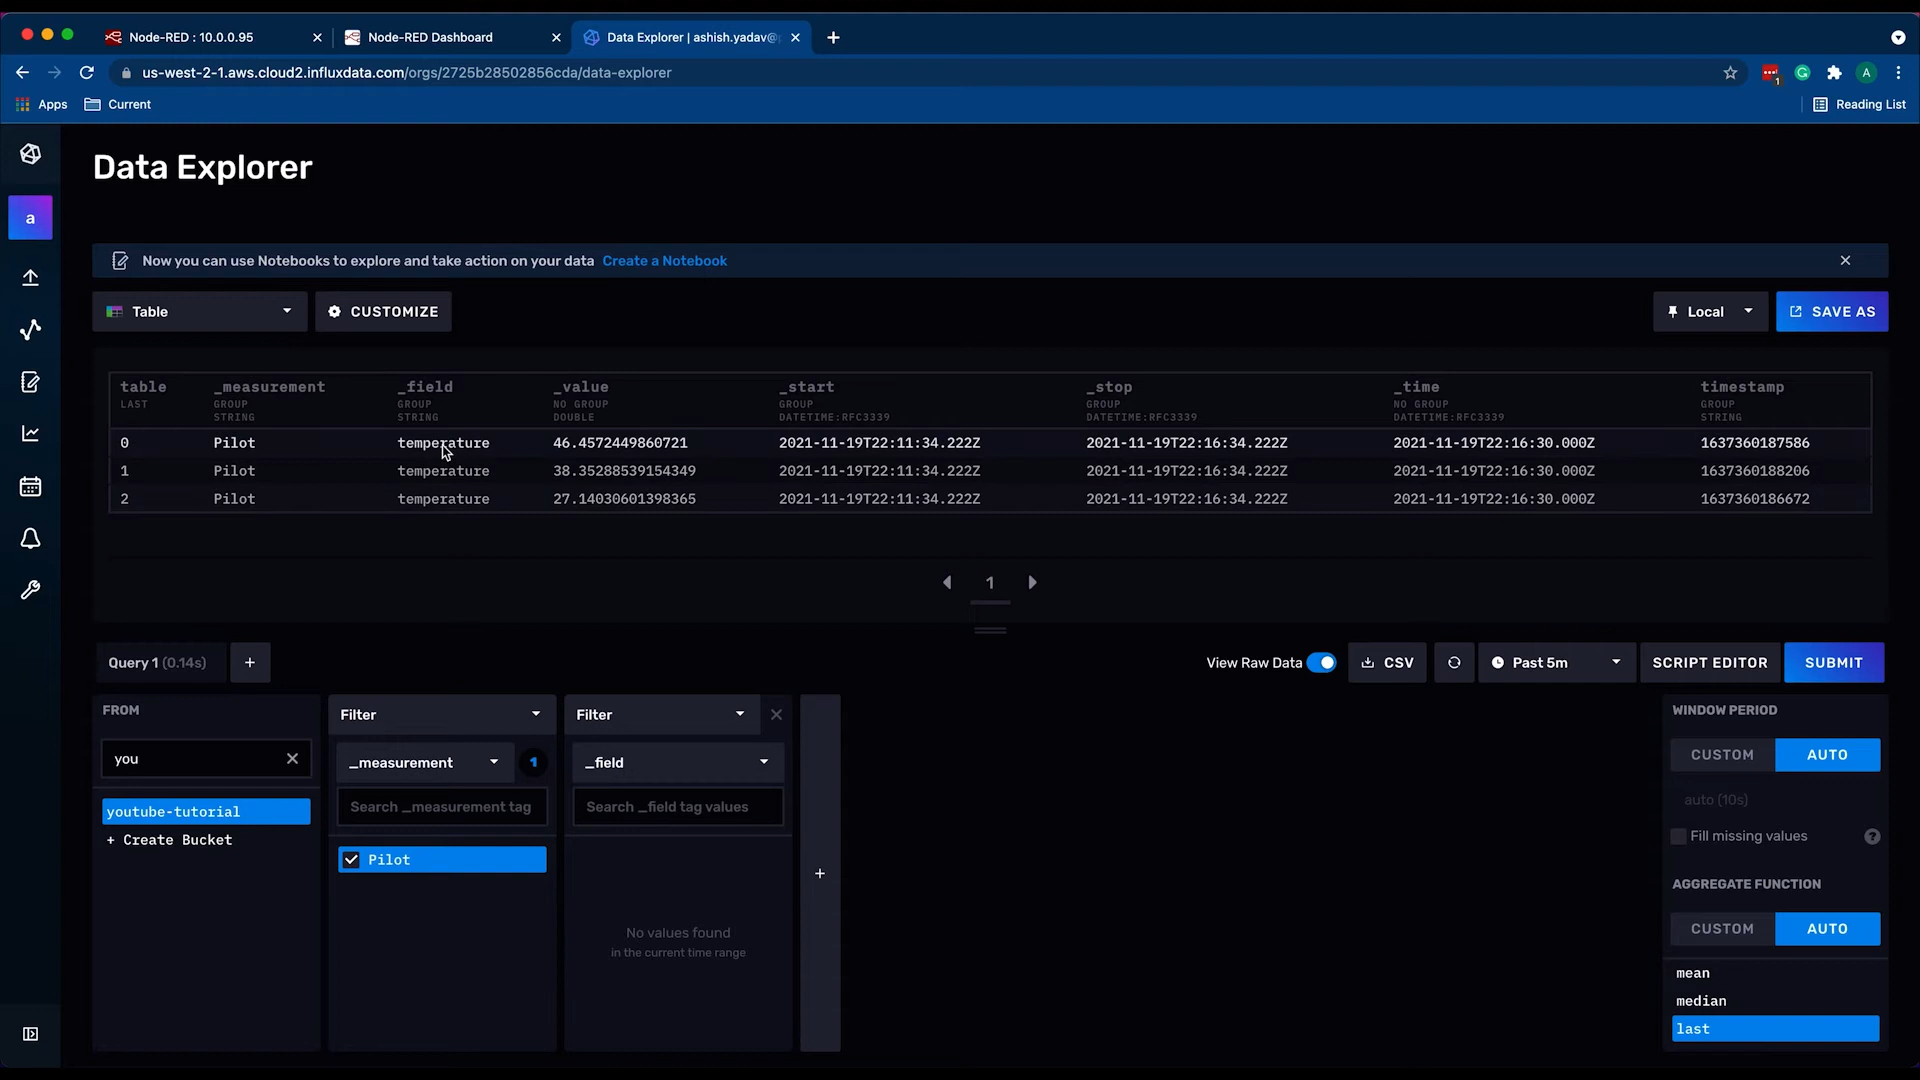 Node-RED : 10.0.0.95
Node-RED Dashboard
Data Explorer | ashish.yadav@
us-west-2-1.aws.cloud2.influxdata.com/orgs/2725b28502856cda/data-explorer
1
G
A
Apps
Current
Reading List
Data Explorer
a
Now you can use Notebooks to explore and take action on your data Create a Notebook
Table
CUSTOMIZE
Local
SAVE AS
table _measurement _field _value _start _stop _time timestamp
LAST GROUP GROUP NO GROUP GROUP GROUP NO GROUP GROUP
STRING STRING DOUBLE DATETIME:RFC3339 DATETIME:RFC3339 DATETIME:RFC3339 STRING
0 Pilot temperature 46.4572449860721 2021-11-19T22:11:34.222Z 2021-11-19T22:16:34.222Z 2021-11-19T22:16:30.000Z 1637360187586
1 Pilot temperature 38.35288539154349 2021-11-19T22:11:34.222Z 2021-11-19T22:16:34.222Z 2021-11-19T22:16:30.000Z 1637360188206
2 Pilot temperature 27.14030601398365 2021-11-19T22:11:34.222Z 2021-11-19T22:16:34.222Z 2021-11-19T22:16:30.000Z 1637360186672
1
Query 1 (0.14s)
+
View Raw Data
CSV
Past 5m
SCRIPT EDITOR
SUBMIT
FROM
you
youtube-tutorial
+ Create Bucket
Filter
_measurement
1
Search _measurement tag
Pilot
Filter
_field
Search _field tag values
No values found
in the current time range
+
WINDOW PERIOD
CUSTOM
AUTO
auto (10s)
Fill missing values
?
AGGREGATE FUNCTION
CUSTOM
AUTO
mean
median
last